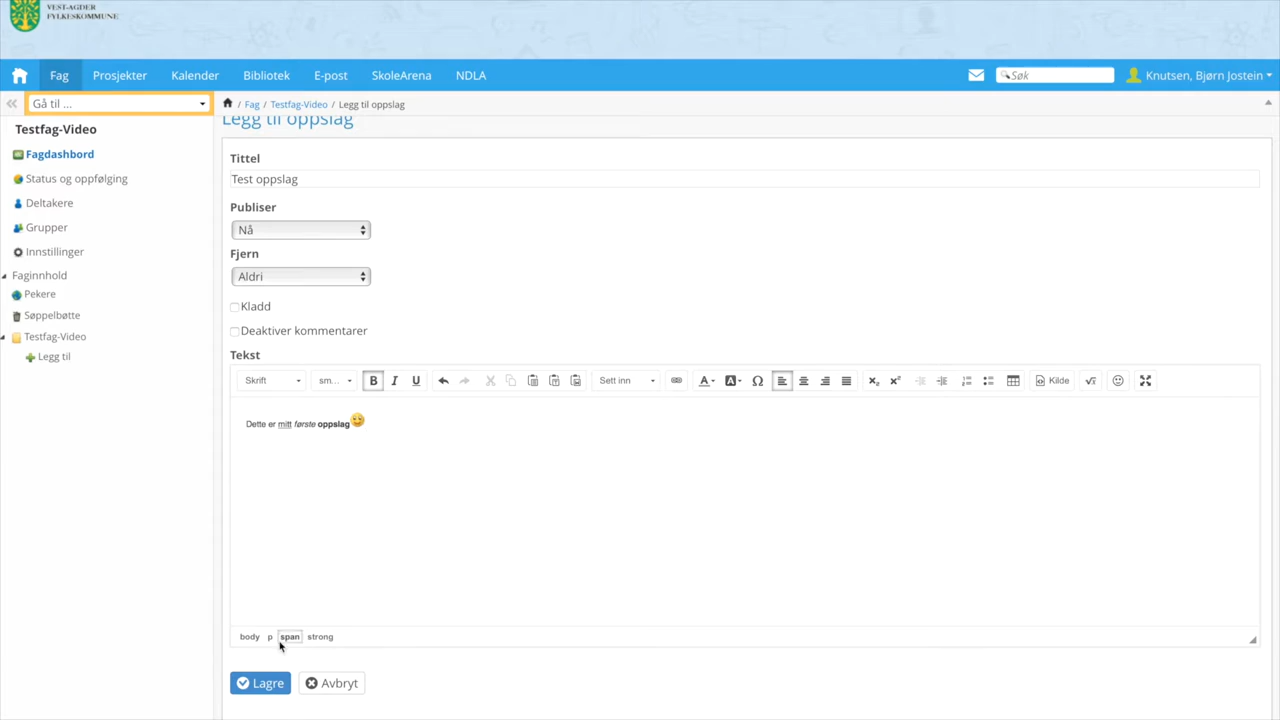 VEST-AGDER
FYLKESKOMMUNE
Fag Prosjekter Kalender Bibliotek E-post SkoleArena NDLA Søk Knutsen, Bjørn Jostein
Gå til ... / Fag / Testfag-Video / Legg til oppslag
Legg til oppslag
Testfag-Video
Fagdashbord
Status og oppfølging
Deltakere
Grupper
Innstillinger
Faginnhold
Pekere
Søppelbøtte
Testfag-Video
Legg til
Tittel
Test oppslag
Publiser
Nå
Fjern
Aldri
Kladd
Deaktiver kommentarer
Tekst
Skrift sm... B I U Sett inn A A Ω x₂ x² Kilde √x
Dette er mitt første oppslag
body p span strong
Lagre Avbryt